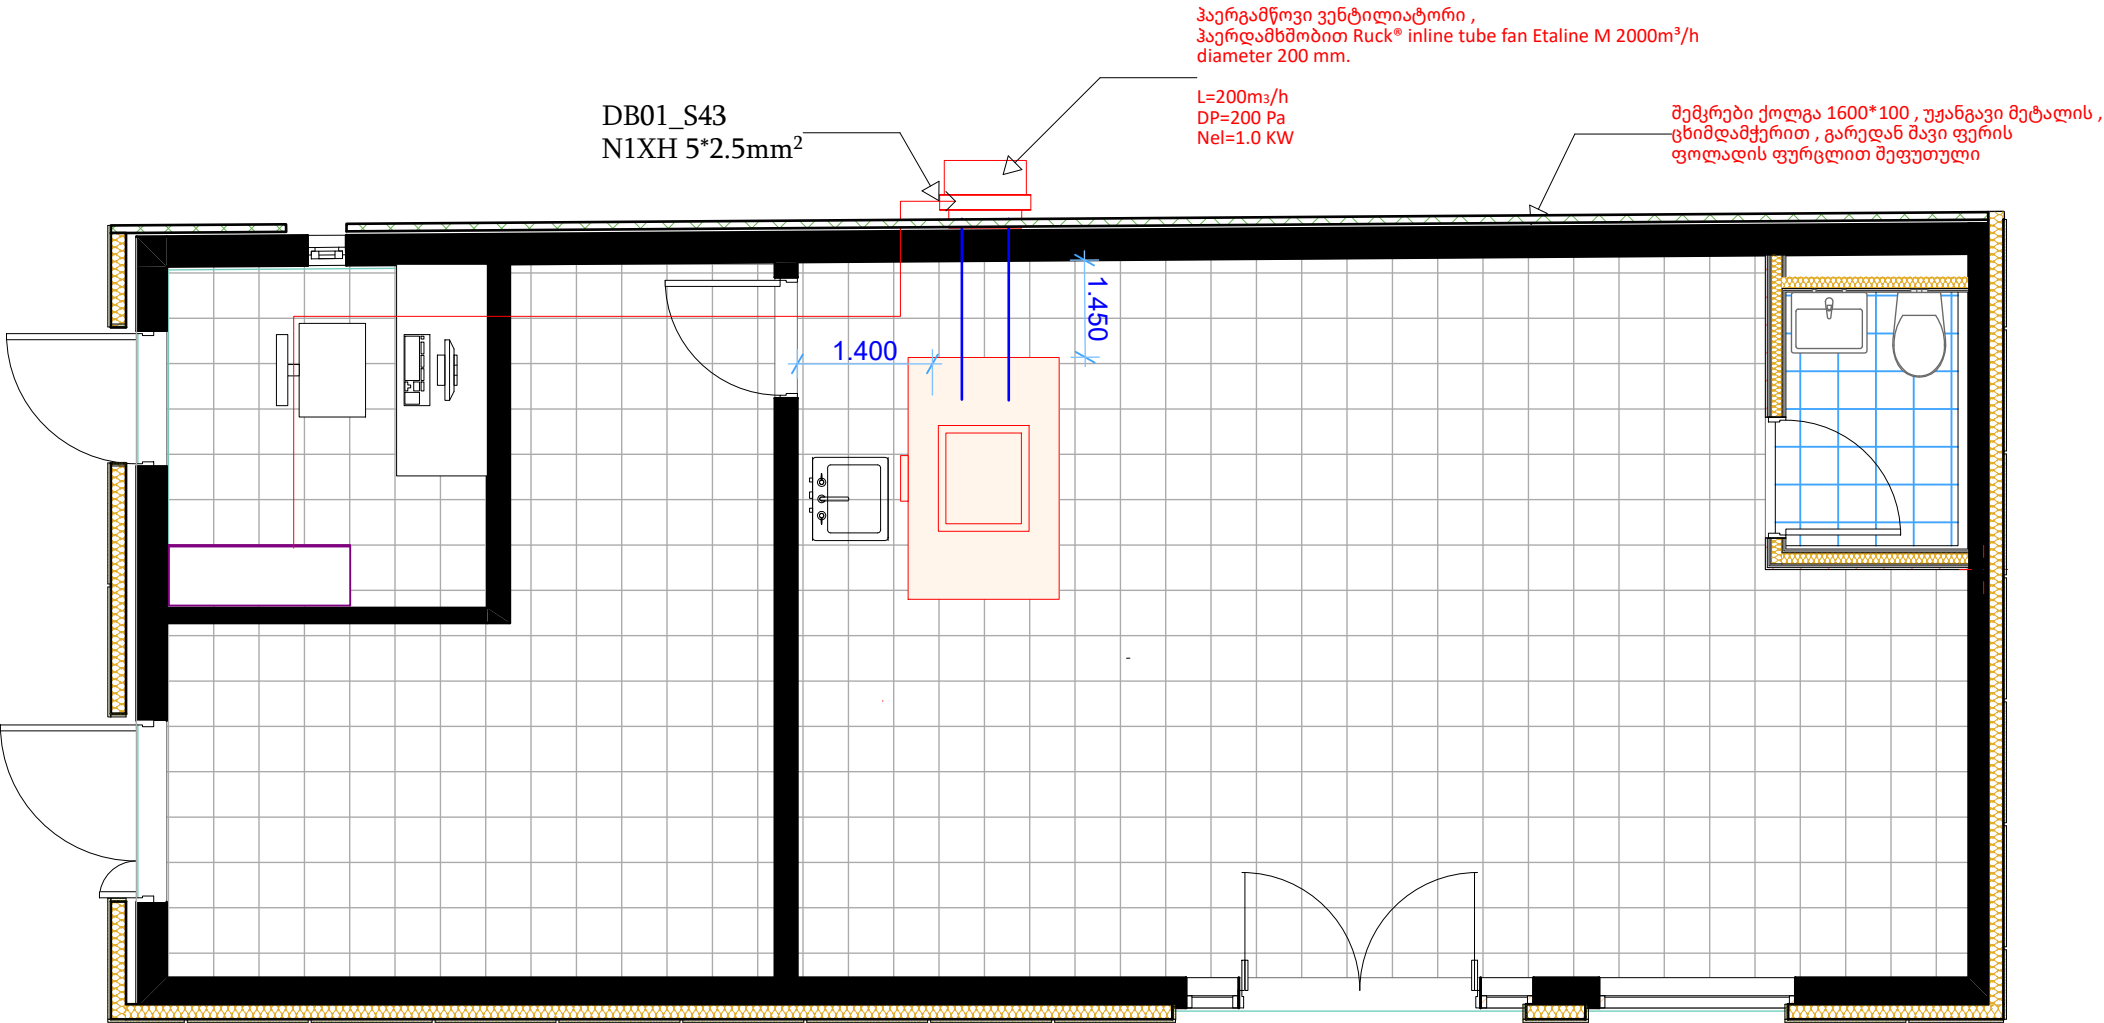 ჰაერგამწოვი ვენტილიატორი ,
ჰაერდამხშობით Ruck® inline tube fan Etaline M 2000m³/h
diameter 200 mm.
L=200m₃/h
DP=200 Pa
Nel=1.0 KW
DB01_S43
N1XH 5*2.5mm²
შემკრები ქოლგა 1600*100 , უჟანგავი მეტალის ,
ცხიმდამჭერით , გარედან შავი ფერის
ფოლადის ფურცლით შეფუთული
1.450
1.400